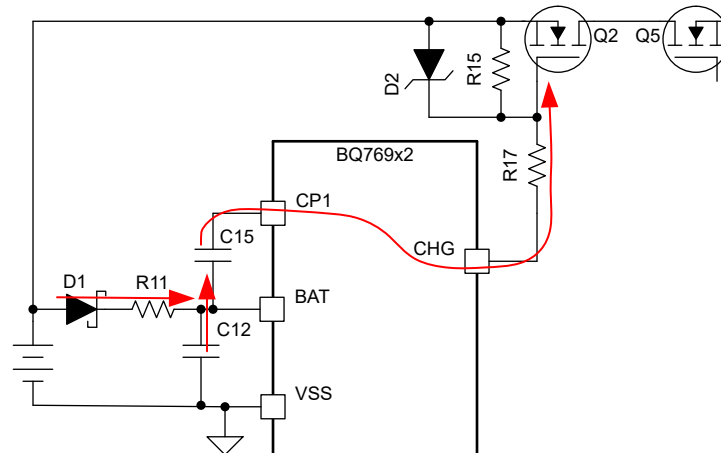 Q2
Q5
D2
R15
BQ769x2
R17
CP1
C15
CHG
D1
R11
BAT
C12
VSS